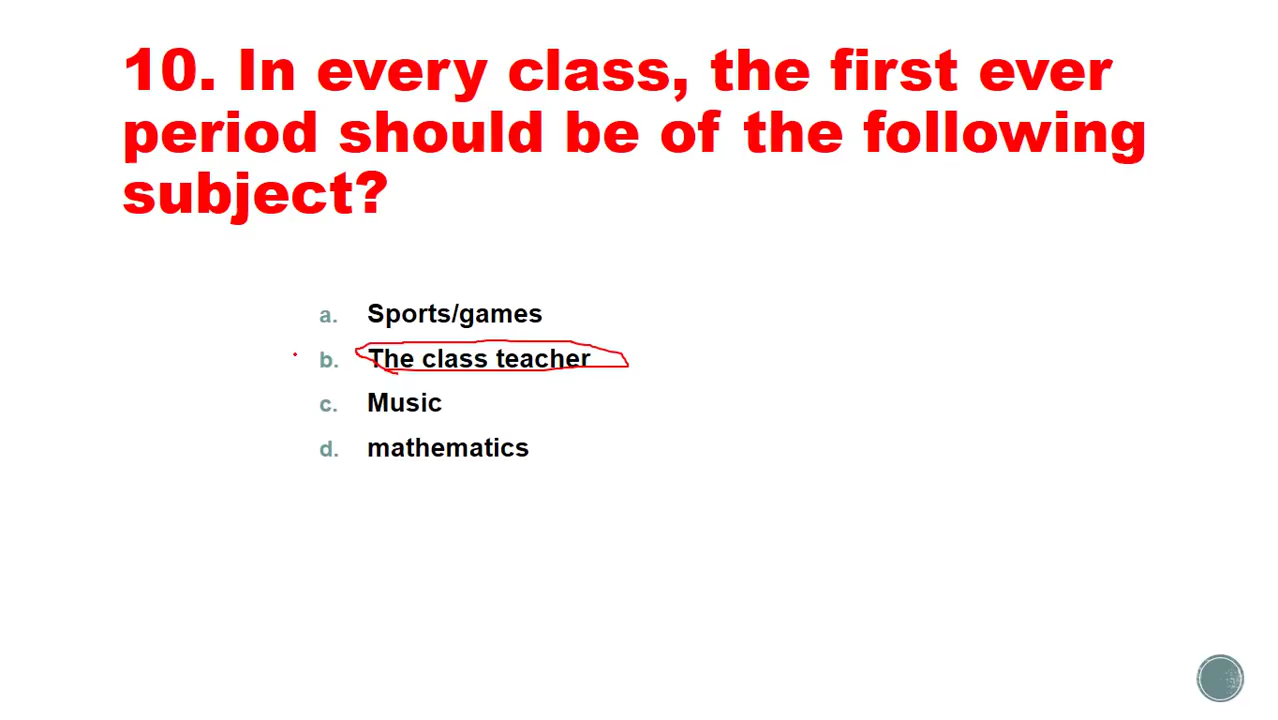 10. In every class, the first ever
period should be of the following
subject?
a. Sports/games
b. The class teacher
c. Music
d. mathematics